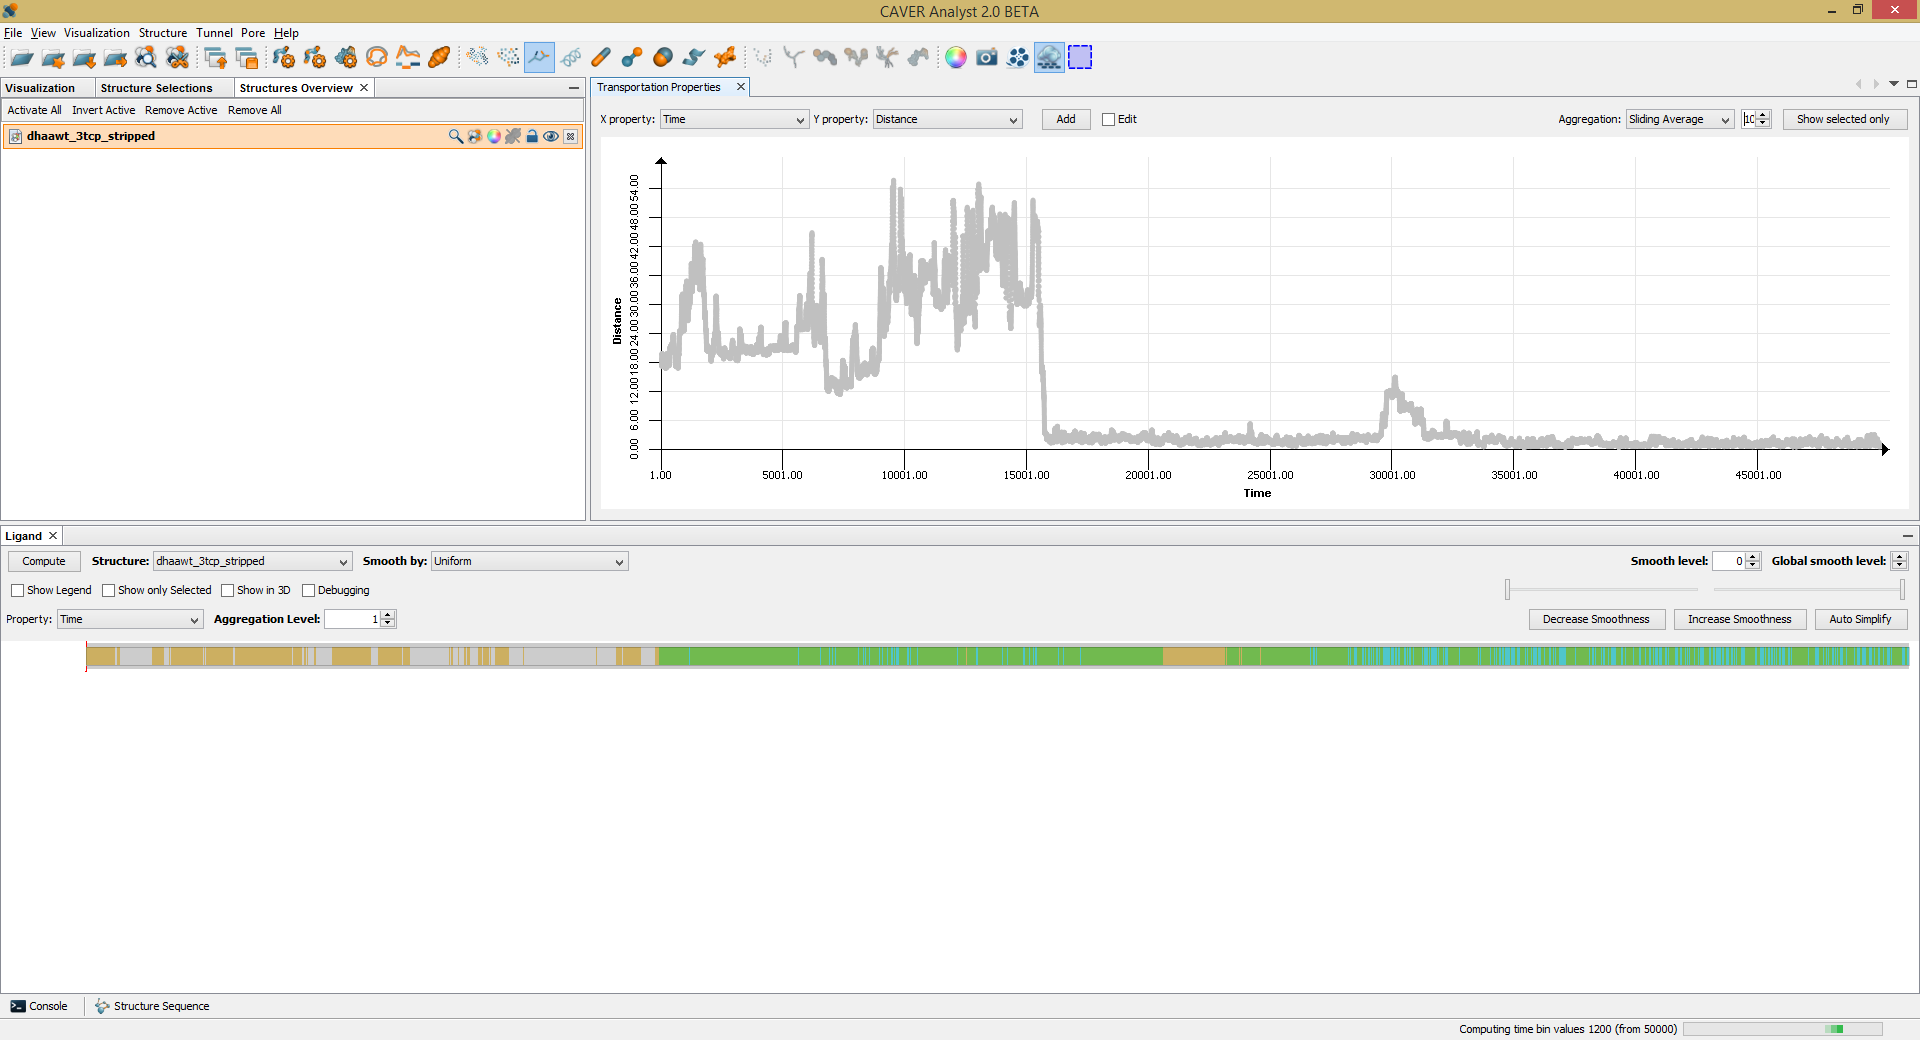 CAVER Analyst 2.0 BETA
File View Visualization Structure Tunnel Pore Help
Visualization Structure Selections Structures Overview
Activate All Invert Active Remove Active Remove All
dhaawt_3tcp_stripped
Transportation Properties
X property: Time Y property: Distance Add Edit Aggregation: Sliding Average 10 Show selected only
54.00
48.00
42.00
36.00
30.00
24.00
18.00
12.00
6.00
0.00
Distance
1.00 5001.00 10001.00 15001.00 20001.00 25001.00 30001.00 35001.00 40001.00 45001.00
Time
Ligand
Compute Structure: dhaawt_3tcp_stripped Smooth by: Uniform Smooth level: 0 Global smooth level:
Show Legend Show only Selected Show in 3D Debugging
Property: Time Aggregation Level: 1 Decrease Smoothness Increase Smoothness Auto Simplify
Console Structure Sequence
Computing time bin values 1200 (from 50000)